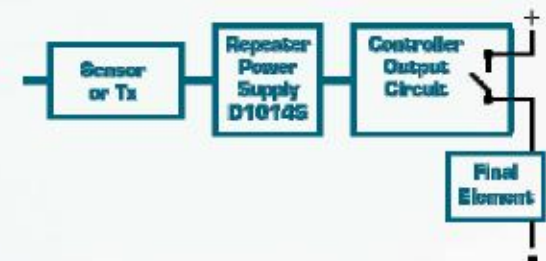 Sensor
or Tx
Repeater
Power
Supply
D1014S
Controller
Output
Circuit
+
Final
Element
-